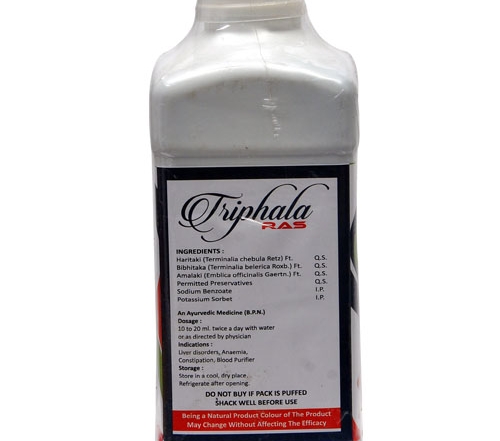 Triphala
RAS
INGREDIENTS :
Haritaki (Terminalia chebula Retz) Ft. Q.S.
Bibhitaka (Terminalia belerica Roxb.) Ft. Q.S.
Amalaki (Emblica officinalis Gaertn.) Ft. Q.S.
Permitted Preservatives Q.S.
Sodium Benzoate I.P.
Potassium Sorbet I.P.
An Ayurvedic Medicine (B.P.N.)
Dosage :
10 to 20 ml. twice a day with water
or.as directed by physician
Indications :
Liver disorders, Anaemia,
Constipation, Blood Purifier
Storage :
Store in a cool, dry place.
Refrigerate after opening.
DO NOT BUY IF PACK IS PUFFED
SHACK WELL BEFORE USE
Being a Natural Product Colour of The Product
May Change Without Affecting The Efficacy